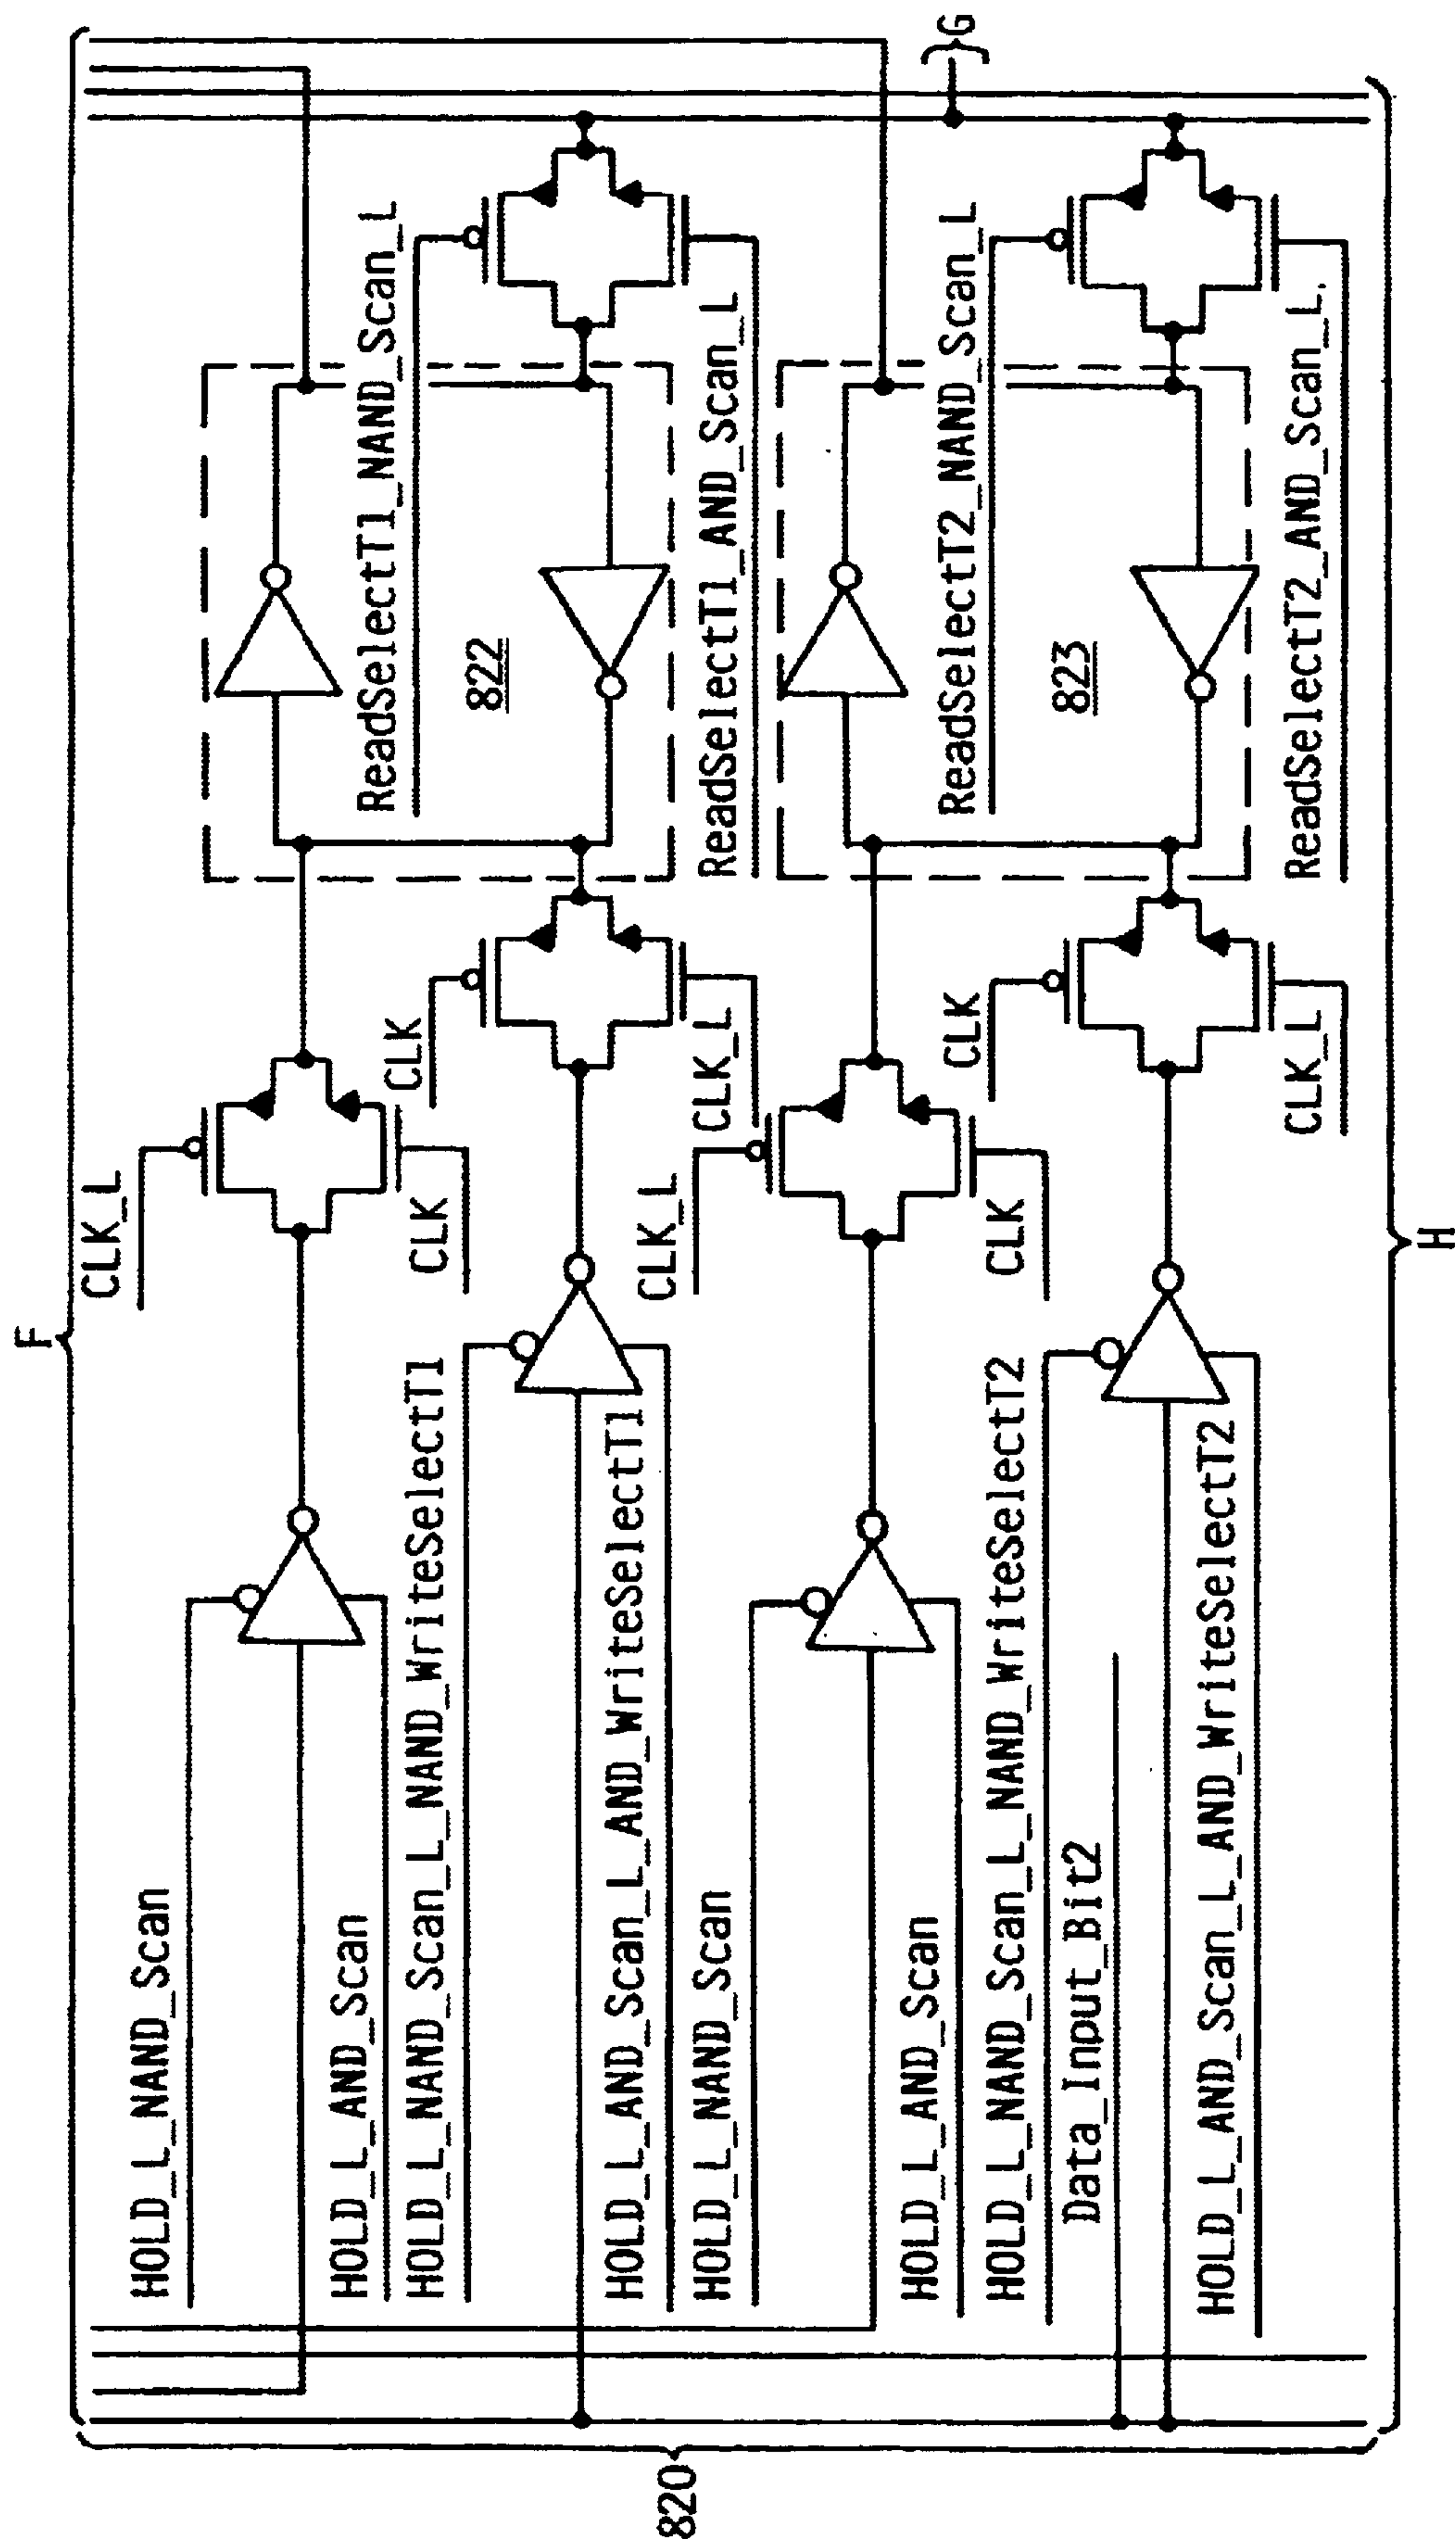 F
820
HOLD_L_NAND_Scan
CLK_L
HOLD_L_AND_Scan
CLK
ReadSelectT1_NAND_Scan_L
HOLD_L_NAND_Scan_L_NAND_WriteSelectT1
CLK
822
HOLD_L_AND_Scan_L_AND_WriteSelectT1
CLK_L
ReadSelectT1_AND_Scan_L
HOLD_L_NAND_Scan
CLK_L
HOLD_L_AND_Scan
CLK
ReadSelectT2_NAND_Scan_L
HOLD_L_NAND_Scan_L_NAND_WriteSelectT2
CLK
823
Data_Input_Bit2
HOLD_L_AND_Scan_L_AND_WriteSelectT2
CLK_L
ReadSelectT2_AND_Scan_L
G
H